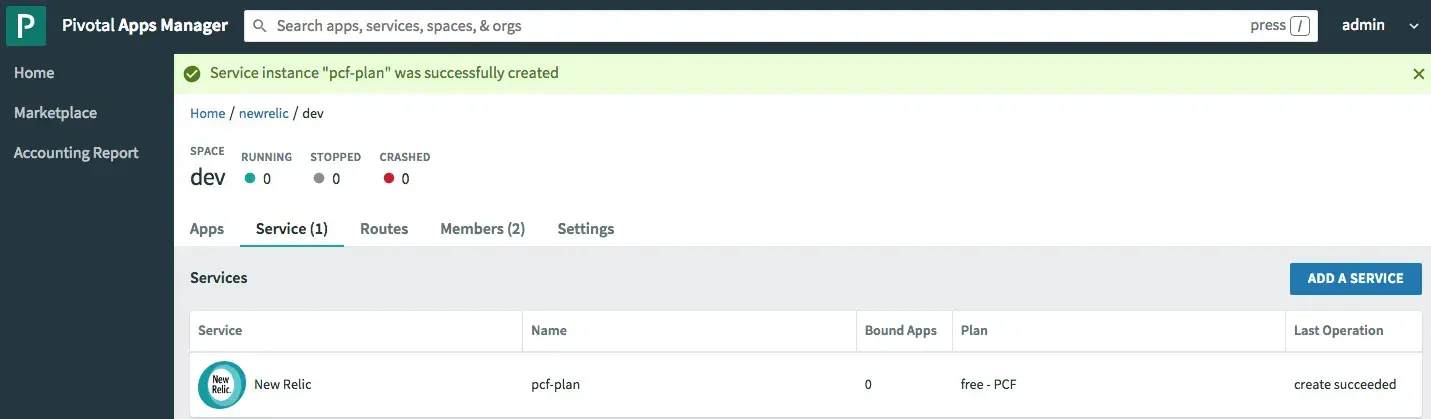 P Pivotal Apps Manager Search apps, services, spaces, & orgs press / admin
Home
Marketplace
Accounting Report
Service instance "pcf-plan" was successfully created
Home / newrelic / dev
SPACE RUNNING STOPPED CRASHED
dev 0 0 0
Apps Service (1) Routes Members (2) Settings
Services ADD A SERVICE
Service Name Bound Apps Plan Last Operation
New Relic. New Relic pcf-plan 0 free - PCF create succeeded